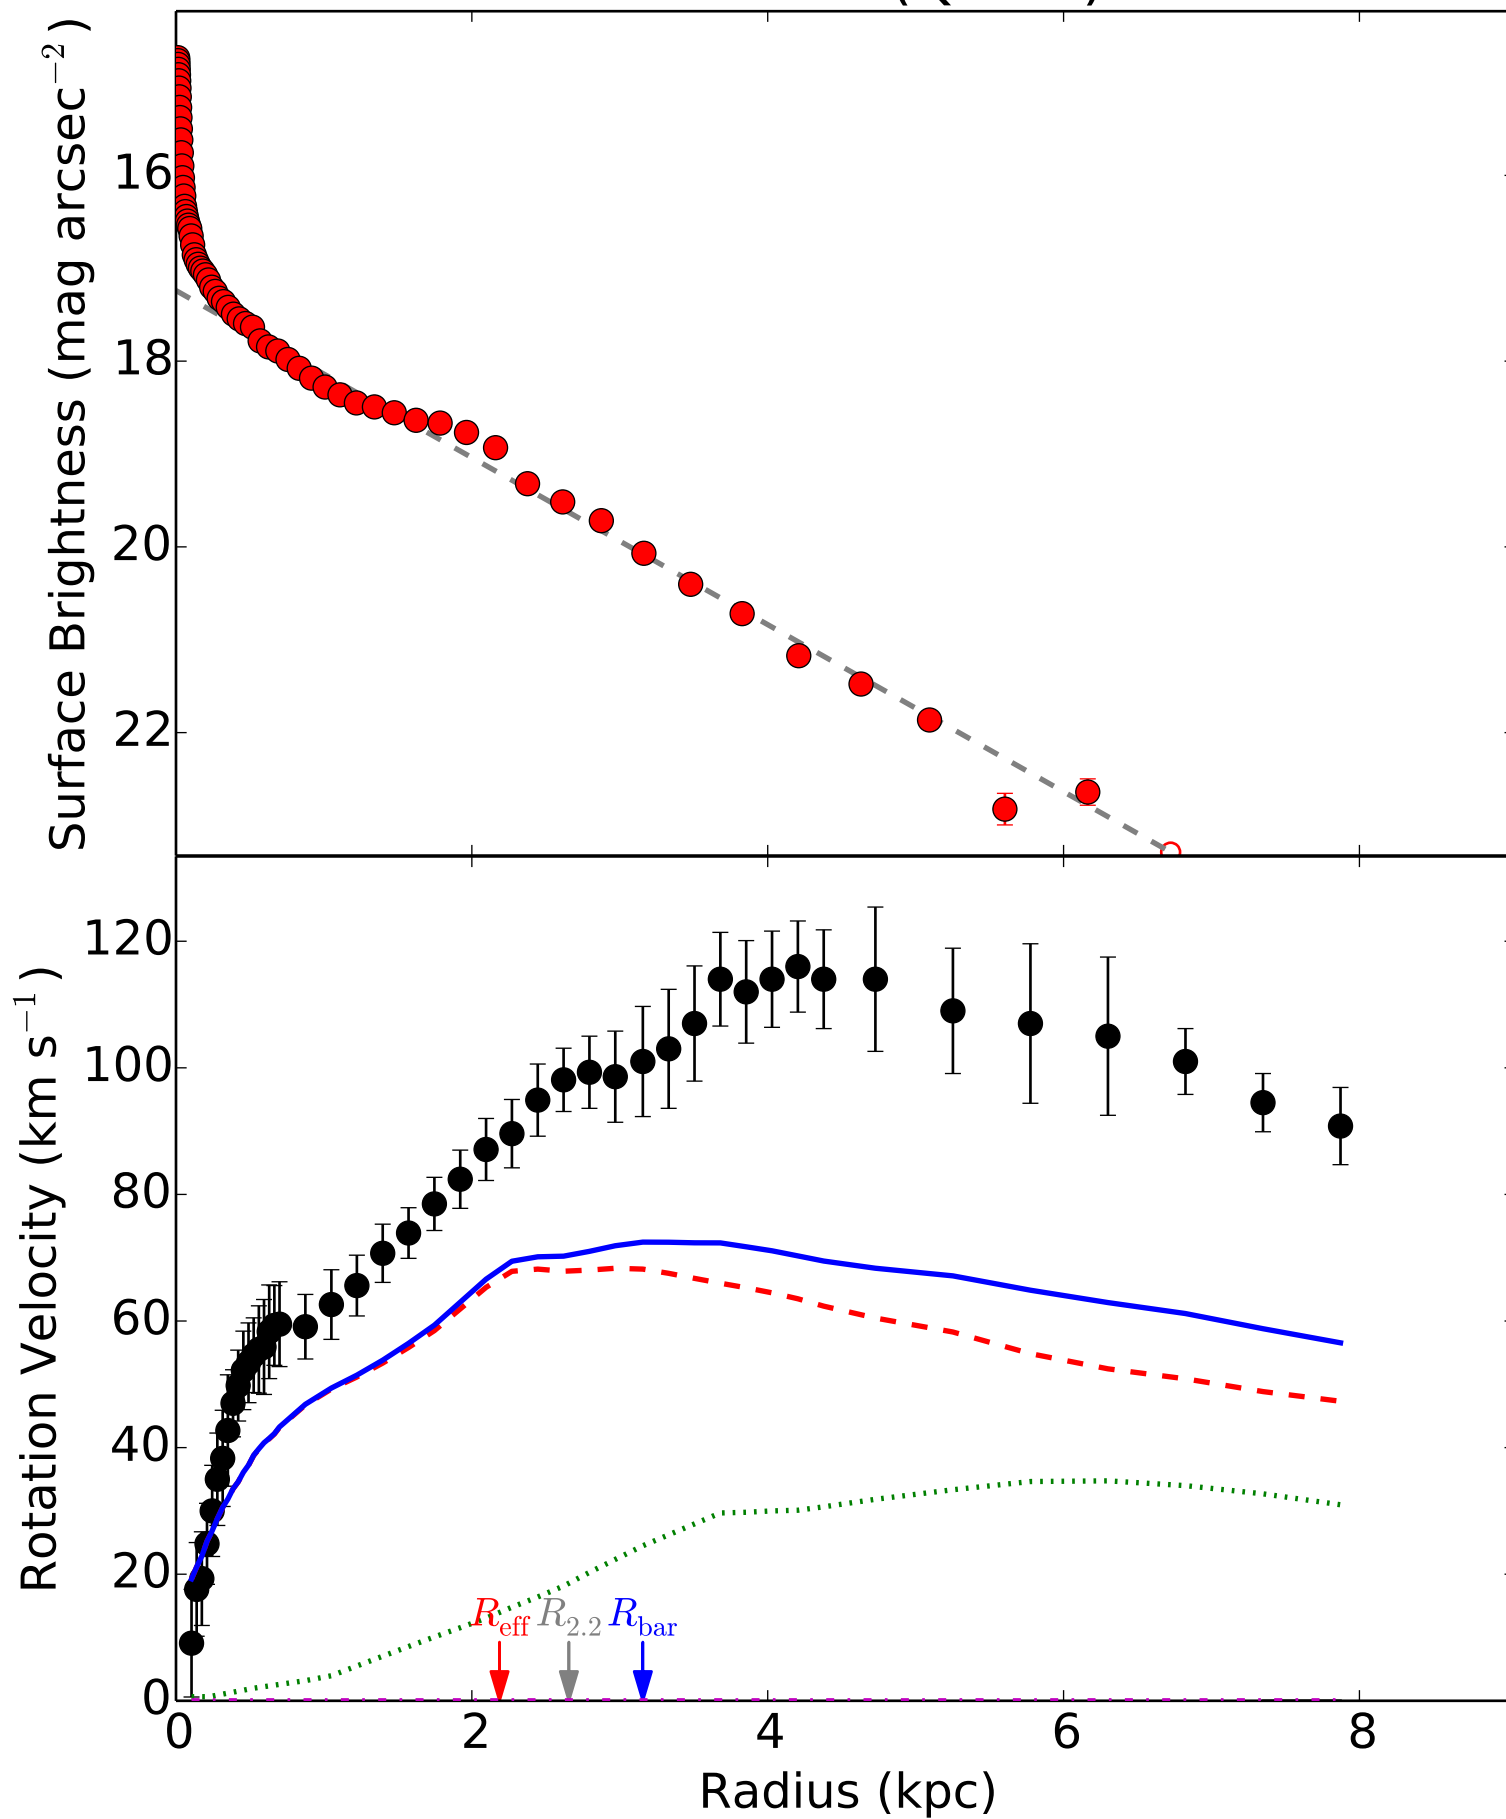 Surface Brightness (mag arcsec⁻²)
16
18
20
22
Rotation Velocity (km s⁻¹)
120
100
80
60
40
20
0
R_eff R_2.2 R_bar
0 2 4 6 8
Radius (kpc)